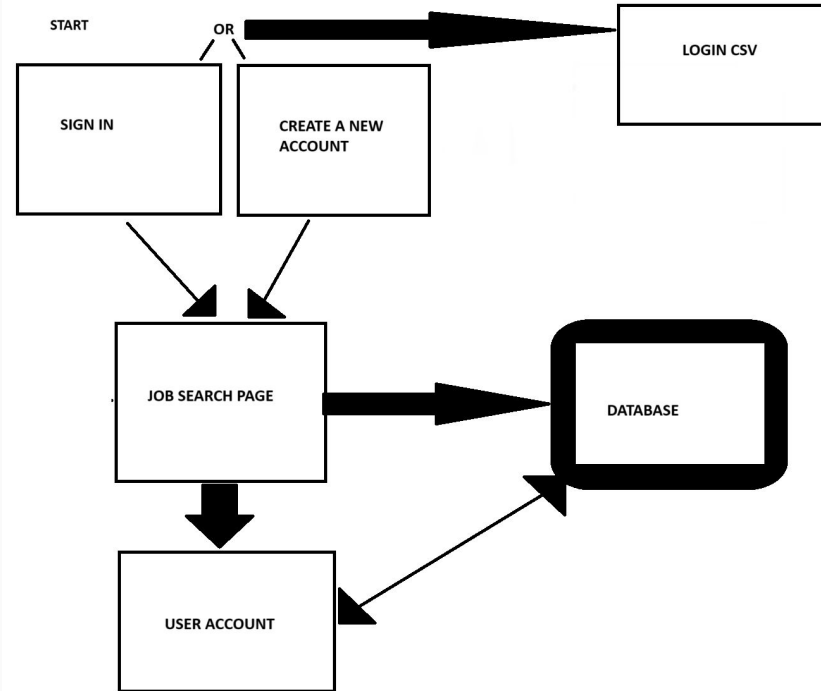 START
OR
LOGIN CSV
SIGN IN
CREATE A NEW
ACCOUNT
JOB SEARCH PAGE
DATABASE
USER ACCOUNT